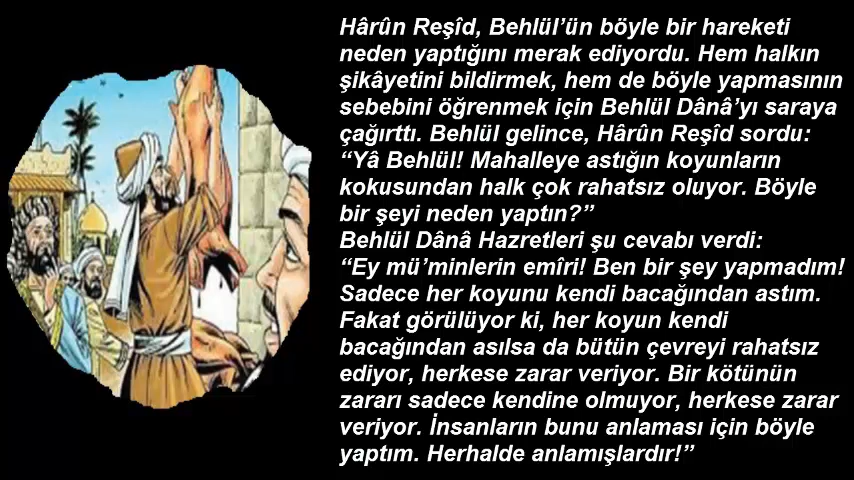 Hârûn Reşîd, Behlül’ün böyle bir hareketi
neden yaptığını merak ediyordu. Hem halkın
şikâyetini bildirmek, hem de böyle yapmasının
sebebini öğrenmek için Behlül Dânâ’yı saraya
çağırttı. Behlül gelince, Hârûn Reşîd sordu:
“Yâ Behlül! Mahalleye astığın koyunların
kokusundan halk çok rahatsız oluyor. Böyle
bir şeyi neden yaptın?”
Behlül Dânâ Hazretleri şu cevabı verdi:
“Ey mü’minlerin emîri! Ben bir şey yapmadım!
Sadece her koyunu kendi bacağından astım.
Fakat görülüyor ki, her koyun kendi
bacağından asılsa da bütün çevreyi rahatsız
ediyor, herkese zarar veriyor. Bir kötünün
zararı sadece kendine olmuyor, herkese zarar
veriyor. İnsanların bunu anlaması için böyle
yaptım. Herhalde anlamışlardır!”